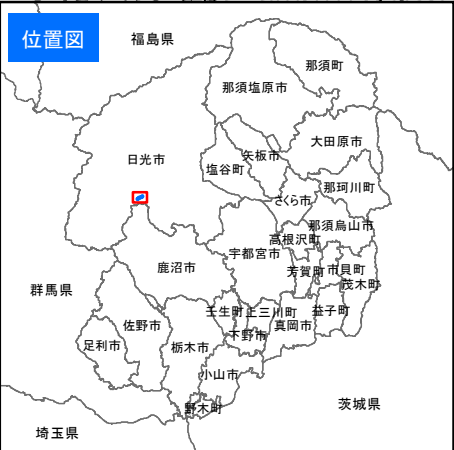 位置図
福島県
那須町
那須塩原市
大田原市
日光市
矢板市
塩谷町
那珂川町
さくら市
那須烏山市
高根沢町
宇都宮市
鹿沼市
芳賀町
市貝町
茂木町
群馬県
壬生町
上三川町
益子町
佐野市
真岡市
下野市
足利市
栃木市
小山市
野木町
茨城県
埼玉県